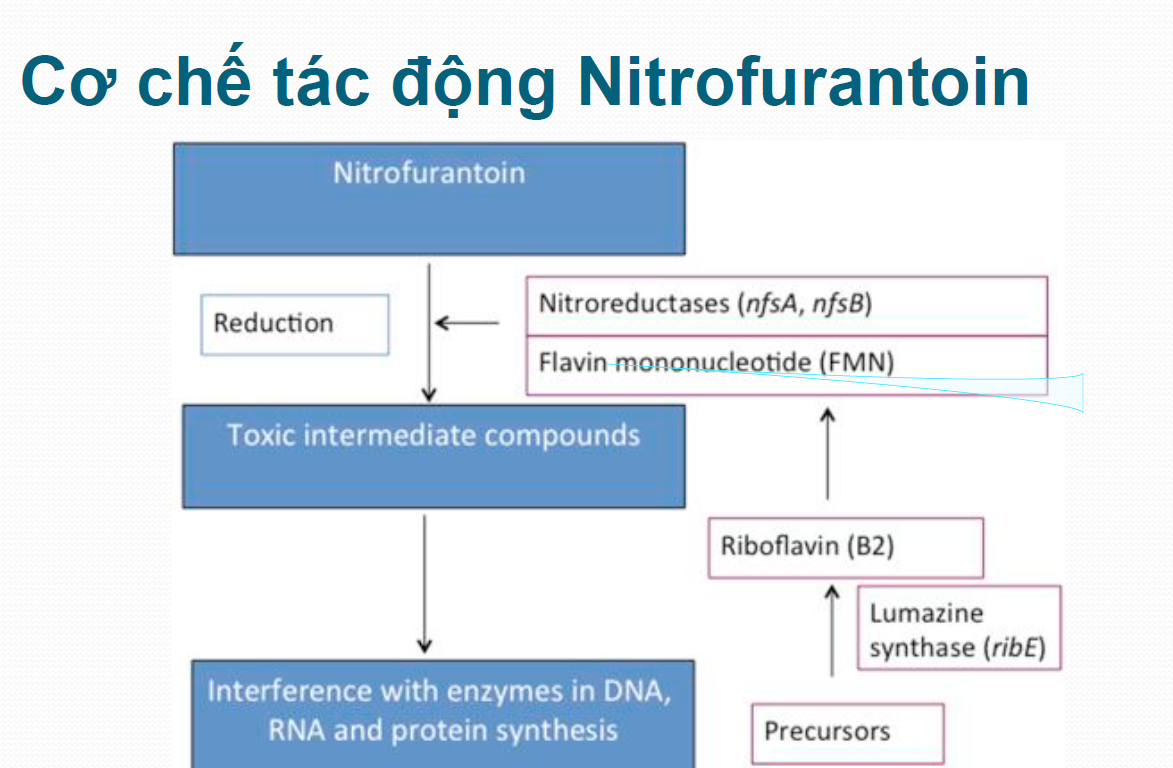 Cơ chế tác động Nitrofurantoin
Nitrofurantoin
Reduction
Nitroreductases (nfsA, nfsB)
Flavin mononucleotide (FMN)
Toxic intermediate compounds
Riboflavin (B2)
Lumazine
synthase (ribE)
Interference with enzymes in DNA,
RNA and protein synthesis
Precursors